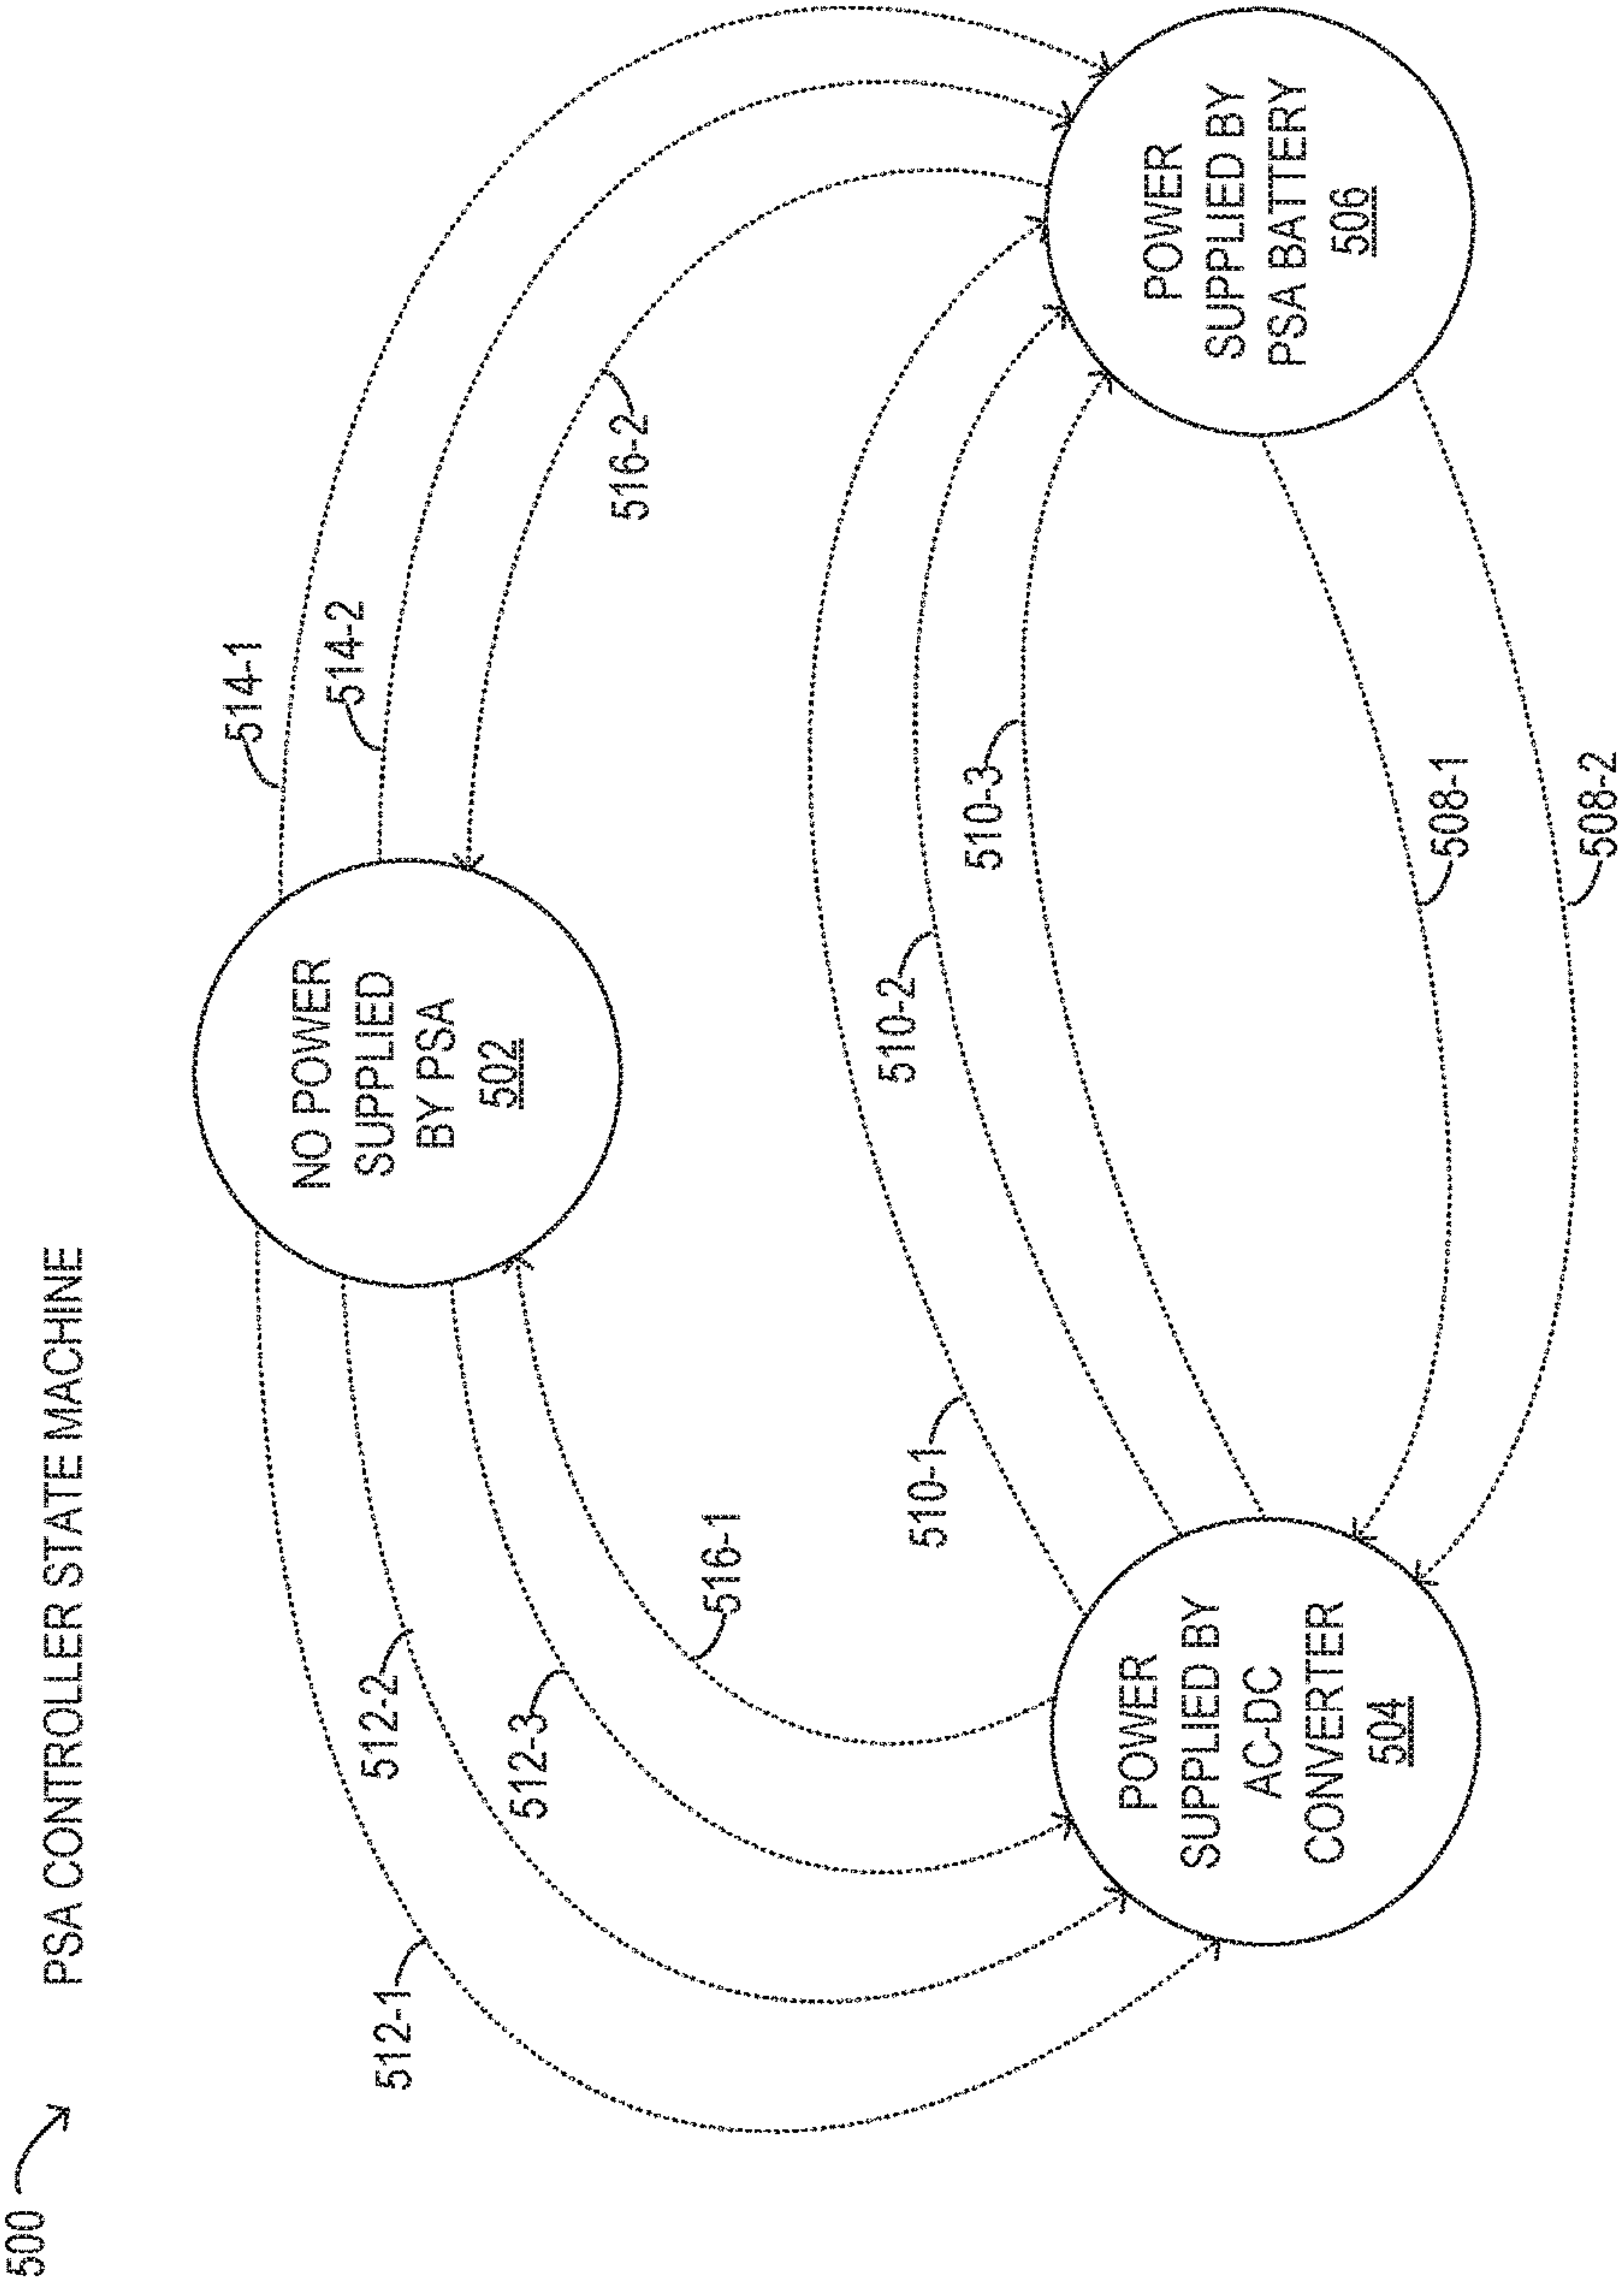 500
PSA CONTROLLER STATE MACHINE
514-1
514-2
NO POWER
SUPPLIED
BY PSA
502
512-1
512-2
512-3
516-1
516-2
510-1
510-2
510-3
POWER
SUPPLIED BY
AC-DC
CONVERTER
504
POWER
SUPPLIED BY
PSA BATTERY
506
508-1
508-2